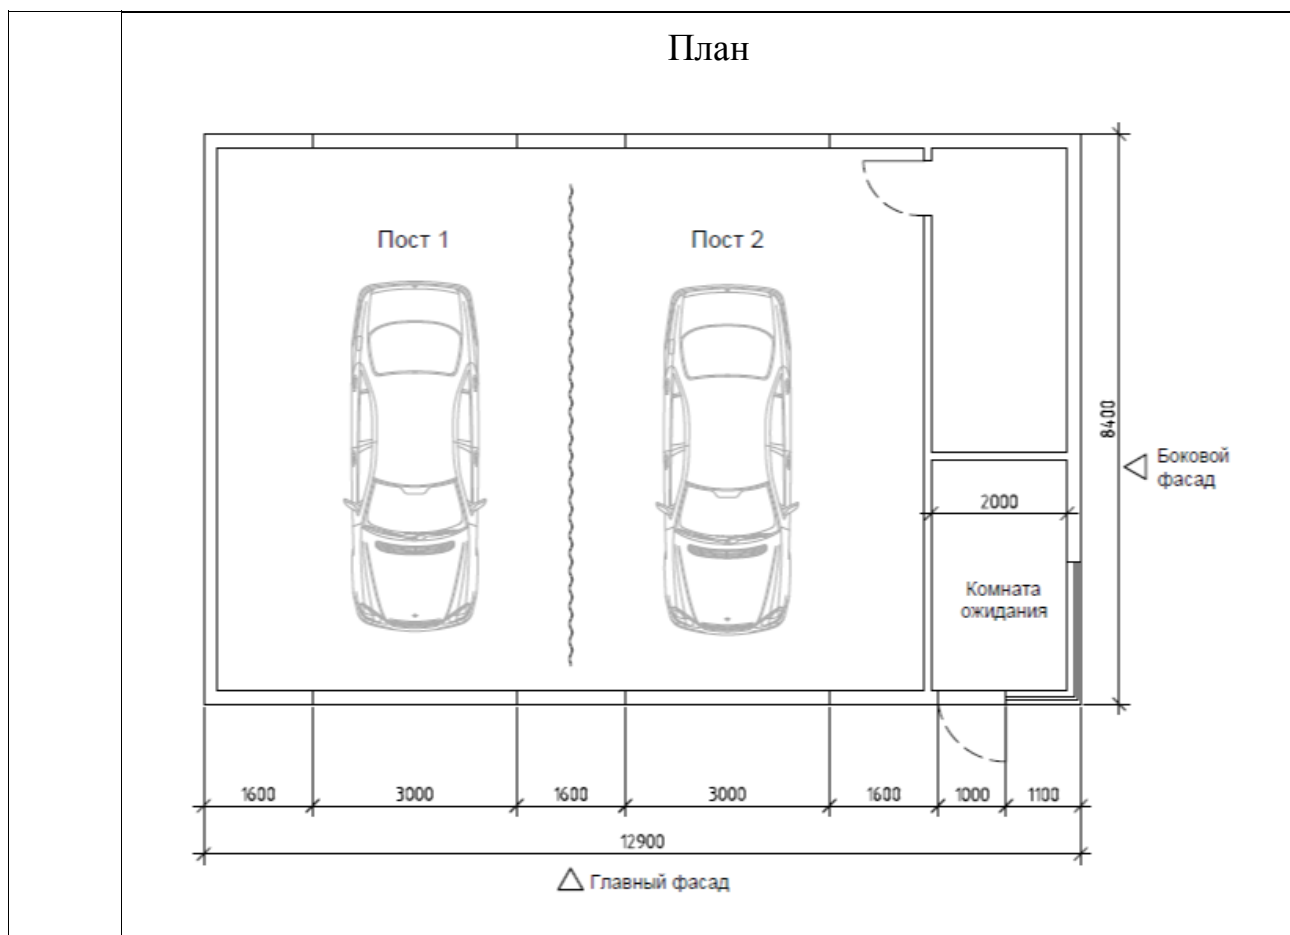 План
Пост 1
Пост 2
8400
Боковой
фасад
2000
Комната
ожидания
1600
3000
1600
3000
1600
1000
1100
12900
Главный фасад